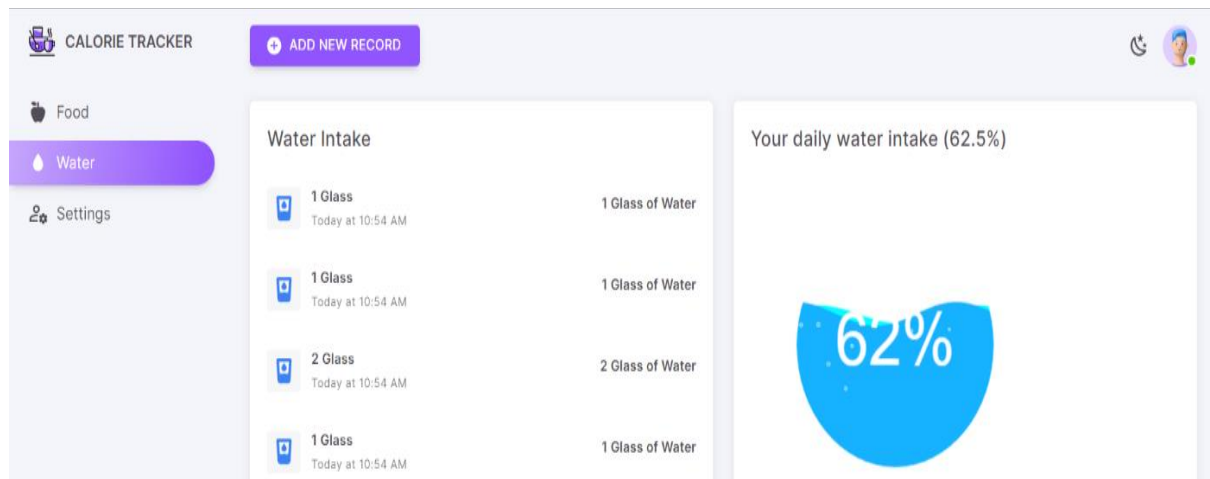 CALORIE TRACKER
ADD NEW RECORD
Food
Water
Settings
Water Intake
1 Glass
Today at 10:54 AM
1 Glass of Water
1 Glass
Today at 10:54 AM
1 Glass of Water
2 Glass
Today at 10:54 AM
2 Glass of Water
1 Glass
Today at 10:54 AM
1 Glass of Water
Your daily water intake (62.5%)
62%